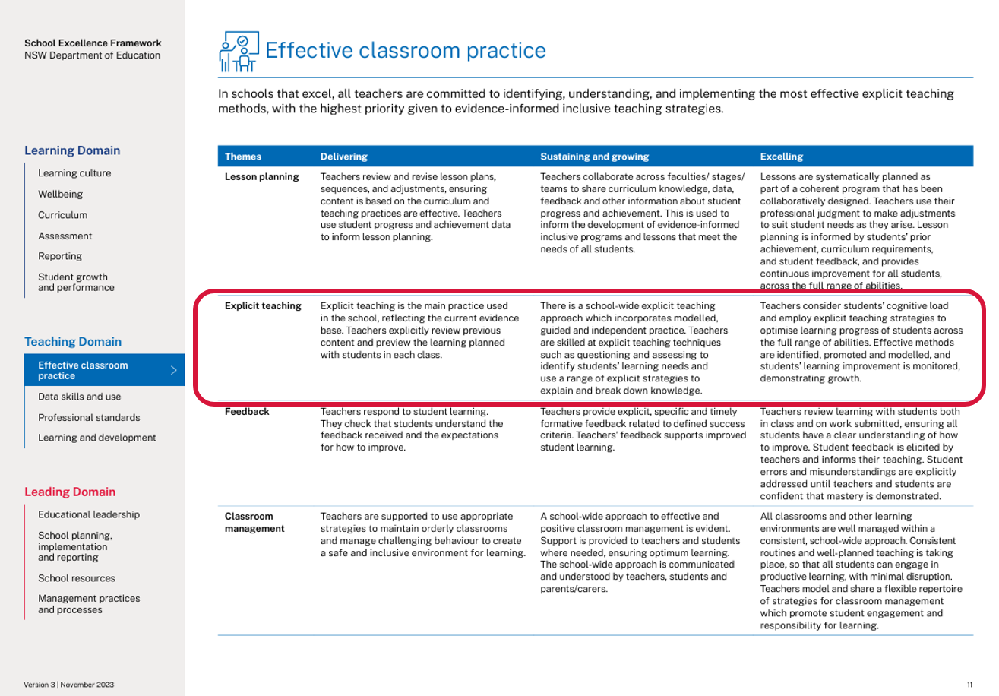 School Excellence Framework
NSW Department of Education
Learning Domain
Learning culture
Wellbeing
Curriculum
Assessment
Reporting
Student growth
and performance
Teaching Domain
Effective classroom
practice
Data skills and use
Professional standards
Learning and development
Leading Domain
Educational leadership
School planning,
implementation
and reporting
School resources
Management practices
and processes
Version 3 | November 2023
Effective classroom practice
In schools that excel, all teachers are committed to identifying, understanding, and implementing the most effective explicit teaching
methods, with the highest priority given to evidence-informed inclusive teaching strategies.
Themes
Delivering
Sustaining and growing
Excelling
Lesson planning
Teachers review and revise lesson plans,
sequences, and adjustments, ensuring
content is based on the curriculum and
teaching practices are effective. Teachers
use student progress and achievement data
to inform lesson planning.
Teachers collaborate across faculties/ stages/
teams to share curriculum knowledge, data,
feedback and other information about student
progress and achievement. This is used to
inform the development of evidence-informed
inclusive programs and lessons that meet the
needs of all students.
Lessons are systematically planned as
part of a coherent program that has been
collaboratively designed. Teachers use their
professional judgment to make adjustments
to suit student needs as they arise. Lesson
planning is informed by students' prior
achievement, curriculum requirements,
and student feedback, and provides
continuous improvement for all students,
across the full range of abilities.
Explicit teaching
Explicit teaching is the main practice used
in the school, reflecting the current evidence
base. Teachers explicitly review previous
content and preview the learning planned
with students in each class.
There is a school-wide explicit teaching
approach which incorporates modelled,
guided and independent practice. Teachers
are skilled at explicit teaching techniques
such as questioning and assessing to
identify students' learning needs and
use a range of explicit strategies to
explain and break down knowledge.
Teachers consider students' cognitive load
and employ explicit teaching strategies to
optimise learning progress of students across
the full range of abilities. Effective methods
are identified, promoted and modelled, and
students' learning improvement is monitored,
demonstrating growth.
Feedback
Teachers respond to student learning.
They check that students understand the
feedback received and the expectations
for how to improve.
Teachers provide explicit, specific and timely
formative feedback related to defined success
criteria. Teachers' feedback supports improved
student learning.
Teachers review learning with students both
in class and on work submitted, ensuring all
students have a clear understanding of how
to improve. Student feedback is elicited by
teachers and informs their teaching. Student
errors and misunderstandings are explicitly
addressed until teachers and students are
confident that mastery is demonstrated.
Classroom
management
Teachers are supported to use appropriate
strategies to maintain orderly classrooms
and manage challenging behaviour to create
a safe and inclusive environment for learning.
A school-wide approach to effective and
positive classroom management is evident.
Support is provided to teachers and students
where needed, ensuring optimum learning.
The school-wide approach is communicated
and understood by teachers, students and
parents/carers.
All classrooms and other learning
environments are well managed within a
consistent, school-wide approach. Consistent
routines and well-planned teaching is taking
place, so that all students can engage in
productive learning, with minimal disruption.
Teachers model and share a flexible repertoire
of strategies for classroom management
which promote student engagement and
responsibility for learning.
11